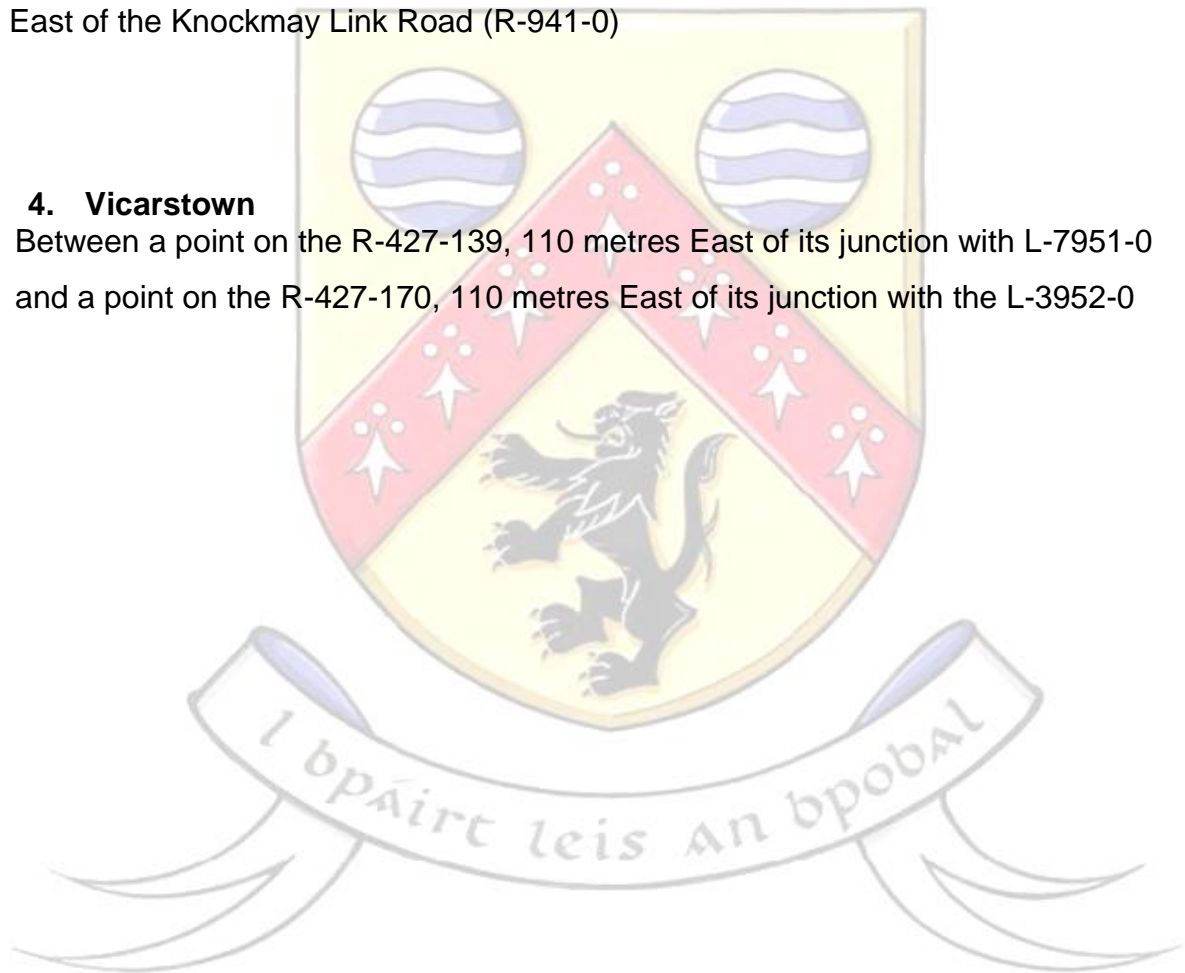 East of the Knockmay Link Road (R-941-0)
4. Vicarstown
Between a point on the R-427-139, 110 metres East of its junction with L-7951-0
and a point on the R-427-170, 110 metres East of its junction with the L-3952-0
I bpáirt leis an bpobal